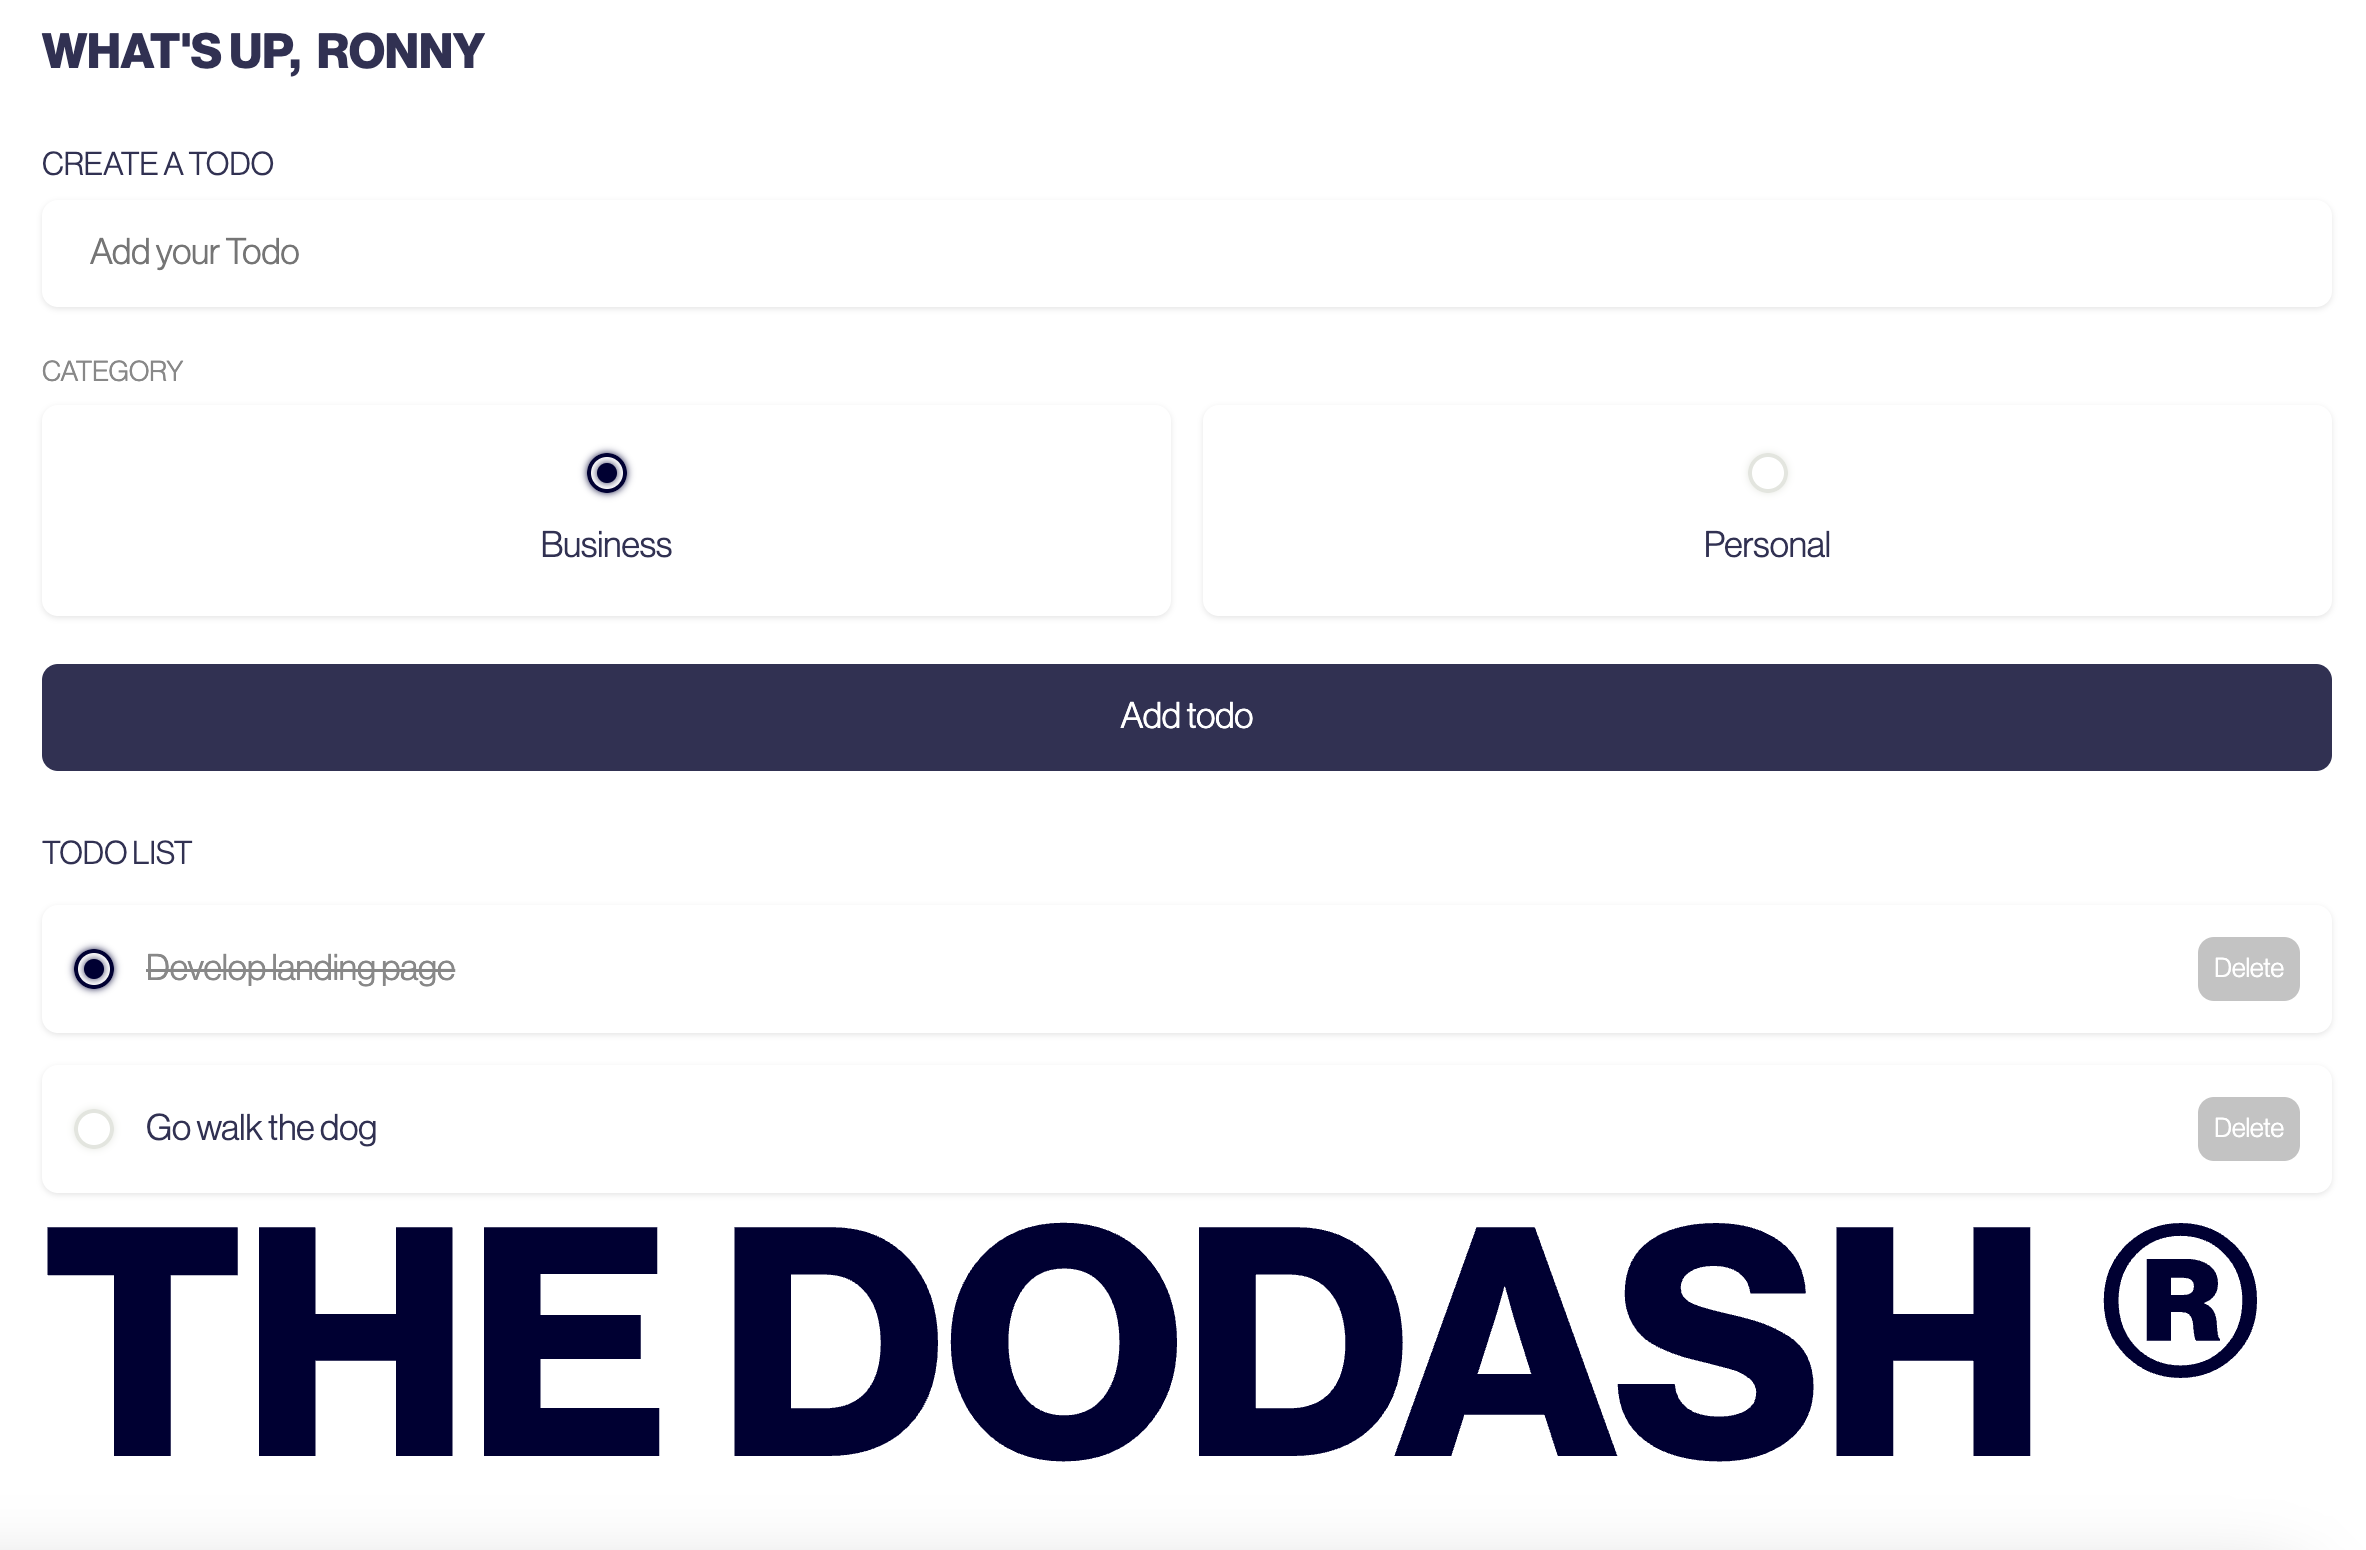 WHAT'S UP, RONNY
CREATE A TODO
Add your Todo
CATEGORY
Business
Personal
Add todo
TODO LIST
Develop landing page
Delete
Go walk the dog
Delete
THE DODASH ®